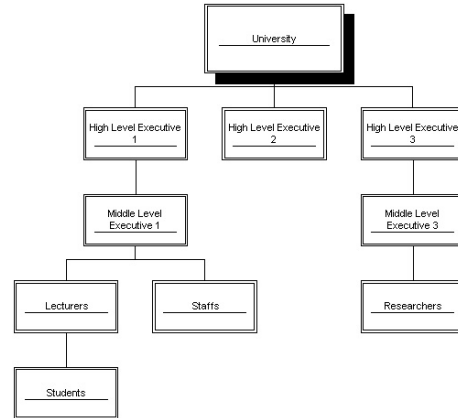 University
High Level Executive
1
High Level Executive
2
High Level Executive
3
Middle Level
Executive 1
Middle Level
Executive 3
Lecturers
Staffs
Researchers
Students